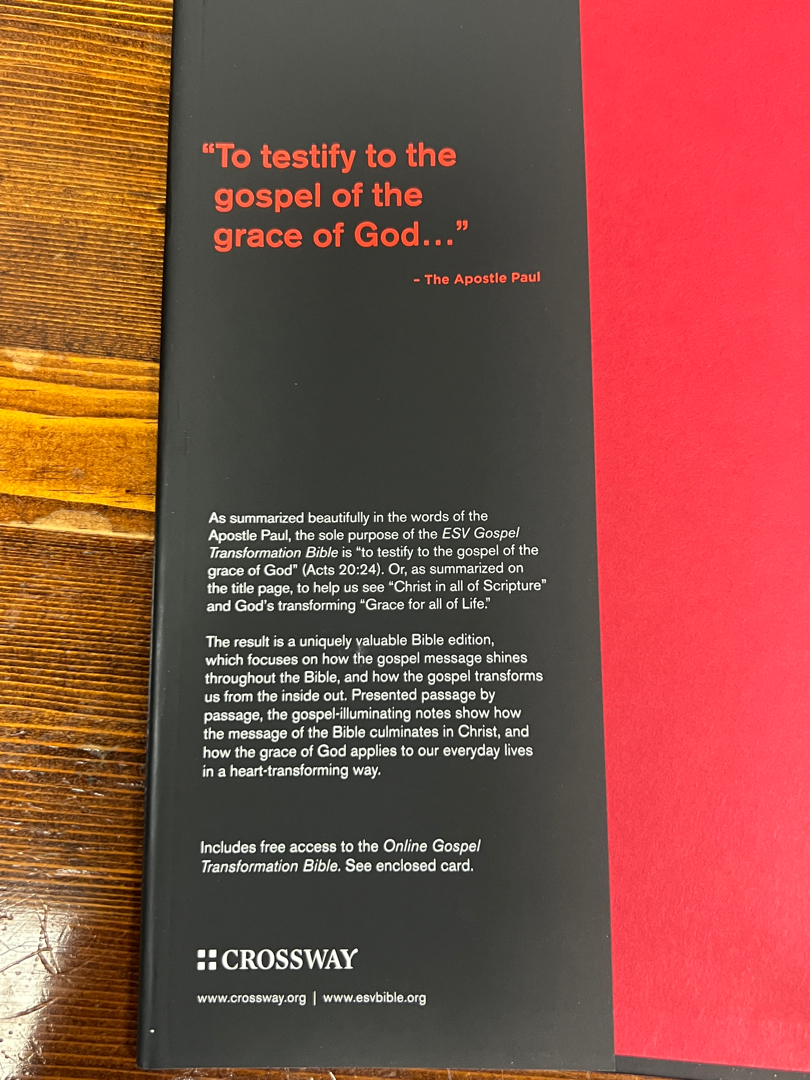 “To testify to the
gospel of the
grace of God...”
– The Apostle Paul
As summarized beautifully in the words of the
Apostle Paul, the sole purpose of the ESV Gospel
Transformation Bible is “to testify to the gospel of the
grace of God” (Acts 20:24). Or, as summarized on
the title page, to help us see “Christ in all of Scripture”
and God’s transforming “Grace for all of Life.”
The result is a uniquely valuable Bible edition,
which focuses on how the gospel message shines
throughout the Bible, and how the gospel transforms
us from the inside out. Presented passage by
passage, the gospel-illuminating notes show how
the message of the Bible culminates in Christ, and
how the grace of God applies to our everyday lives
in a heart-transforming way.
Includes free access to the Online Gospel
Transformation Bible. See enclosed card.
CROSSWAY
www.crossway.org | www.esvbible.org